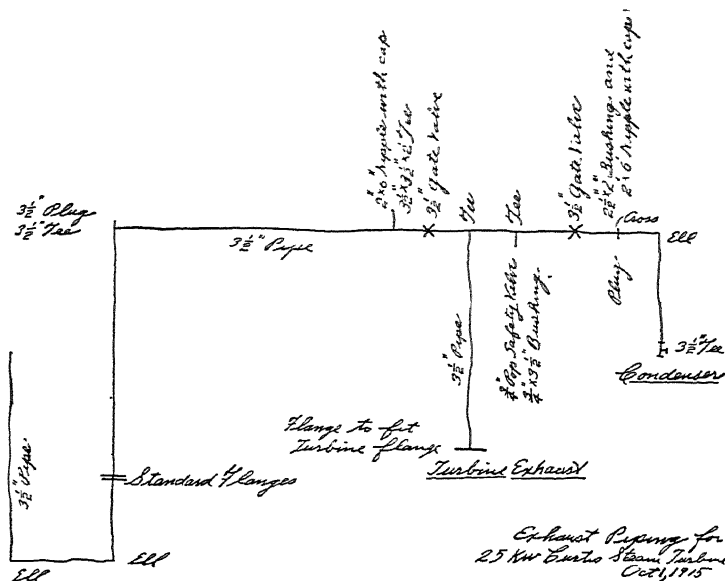 2"x6" nipple with cap
3½"x3½"x2" Tee
3½" Gate Valve
Tee
Tee
3½" Gate Valve
2½"x2" Bushing and
2"x6" nipple with cap
Cross
3½" Plug
3½" Tee
3½" Pipe
Ell
Plug
3½" Pipe
Pop Safety Valve
¾"x3½" Bushing
3½" Tee
Condenser
Flange to fit
Turbine flange
Turbine Exhaust
3½" Pipe
Standard Flanges
Ell
Ell
Exhaust Piping for
25 KW Curtis Steam Turbine
Oct 1, 1915